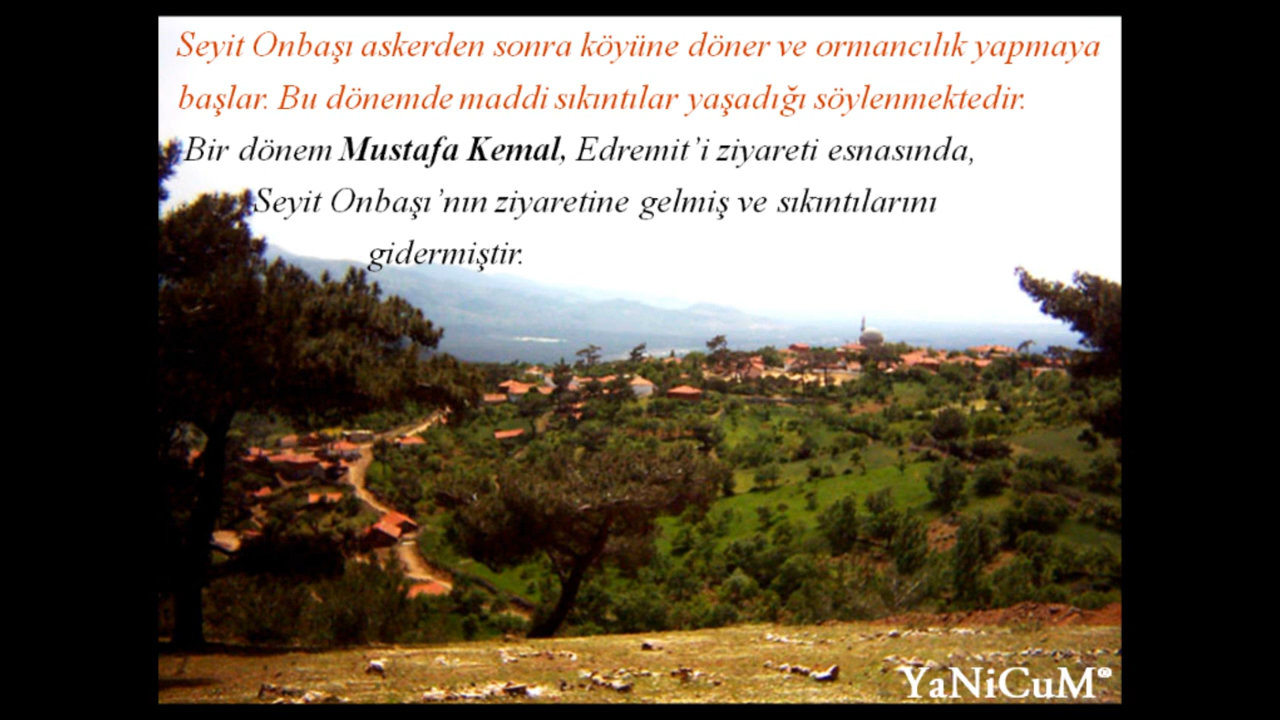 Seyit Onbaşı askerden sonra köyüne döner ve ormancılık yapmaya
başlar. Bu dönemde maddi sıkıntılar yaşadığı söylenmektedir.
Bir dönem Mustafa Kemal, Edremit’i ziyareti esnasında,
Seyit Onbaşı’nın ziyaretine gelmiş ve sıkıntılarını
gidermiştir.
YaNiCuM®